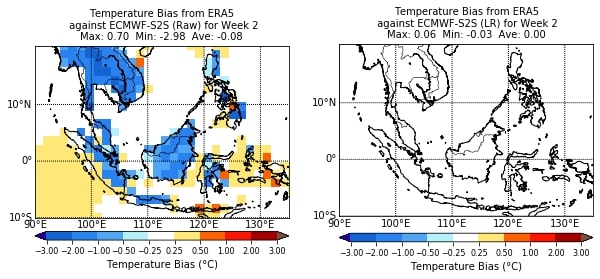 Temperature Bias from ERA5
against ECMWF-S2S (Raw) for Week 2
Max: 0.70 Min: -2.98 Ave: -0.08
10°N
0°
10°S
90°E 100°E 110°E 120°E 130°E
−3.00 −2.00 −1.00 −0.50 −0.25 0.25 0.50 1.00 2.00 3.00
Temperature Bias (°C)
Temperature Bias from ERA5
against ECMWF-S2S (LR) for Week 2
Max: 0.06 Min: -0.03 Ave: 0.00
10°N
0°
10°S
90°E 100°E 110°E 120°E 130°E
−3.00 −2.00 −1.00 −0.50 −0.25 0.25 0.50 1.00 2.00 3.00
Temperature Bias (°C)